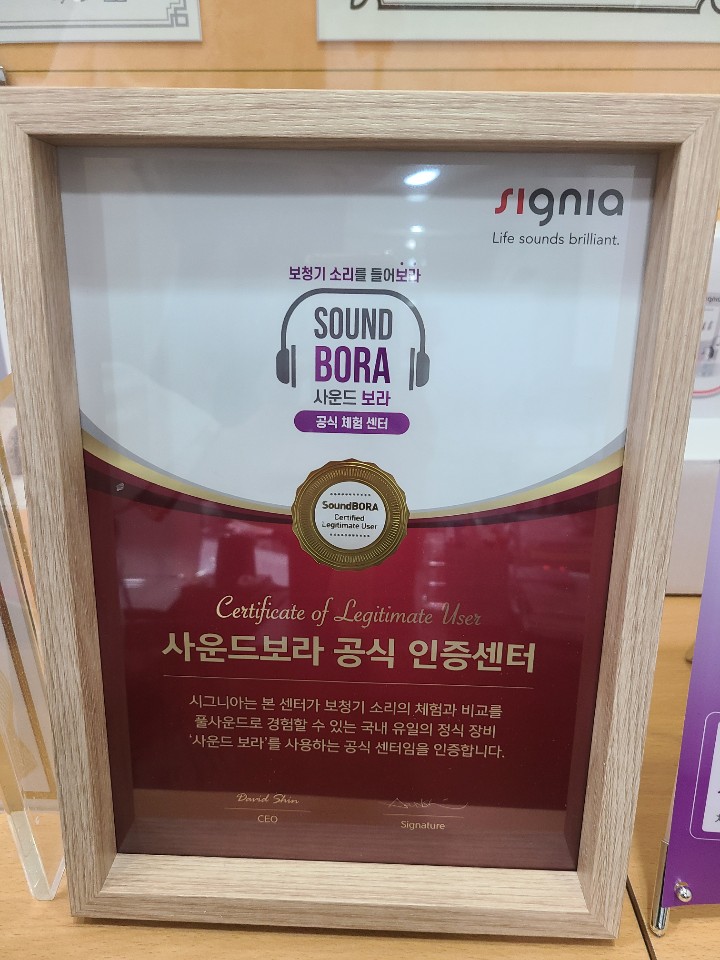 signia
Life sounds brilliant.
보청기 소리를 들어보라
SOUND
BORA
사운드 보라
공식 체험 센터
SoundBORA
Certified
Legitimate User
Certificate of Legitimate User
사운드보라 공식 인증센터
시그니아는 본 센터가 보청기 소리의 체험과 비교를
풀사운드로 경험할 수 있는 국내 유일의 정식 장비
‘사운드 보라’를 사용하는 공식 센터임을 인증합니다.
David Shin
CEO
Signature